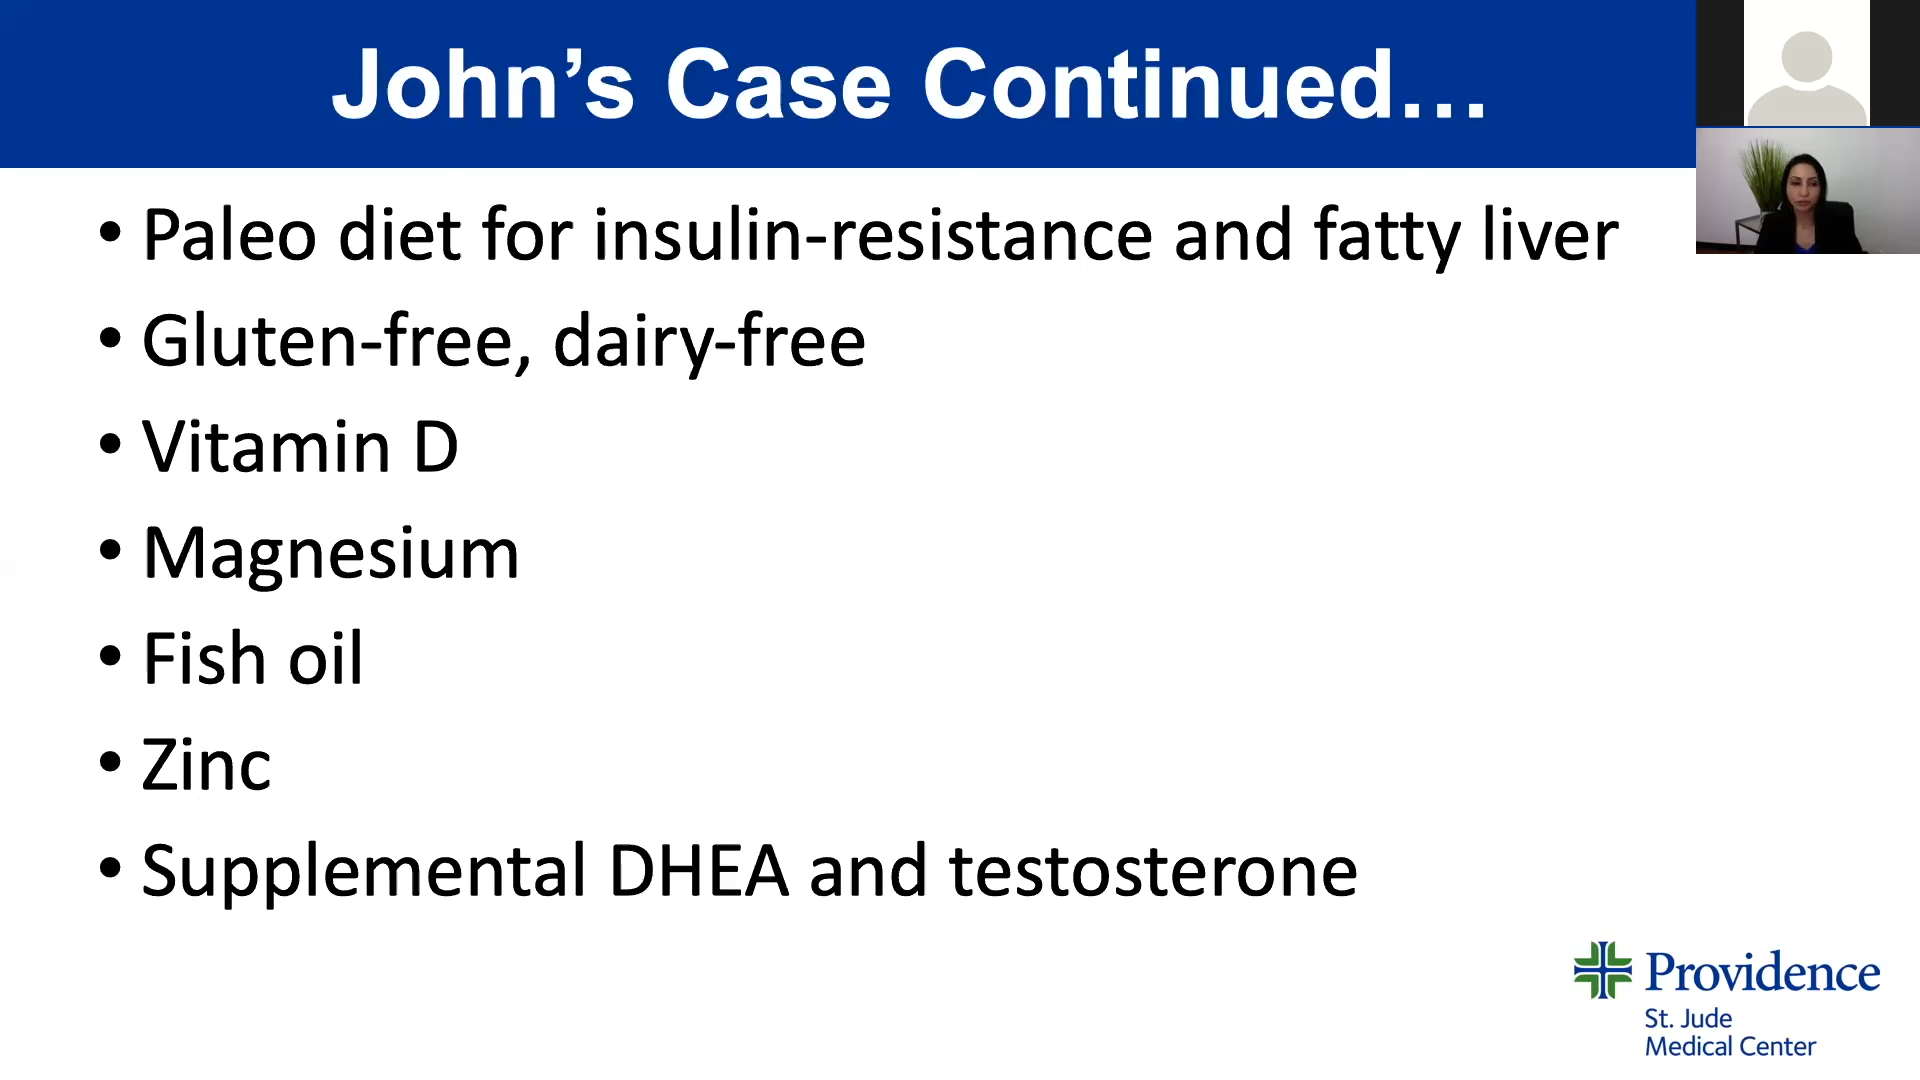 John’s Case Continued…
• Paleo diet for insulin-resistance and fatty liver
• Gluten-free, dairy-free
• Vitamin D
• Magnesium
• Fish oil
• Zinc
• Supplemental DHEA and testosterone
Providence
St. Jude
Medical Center